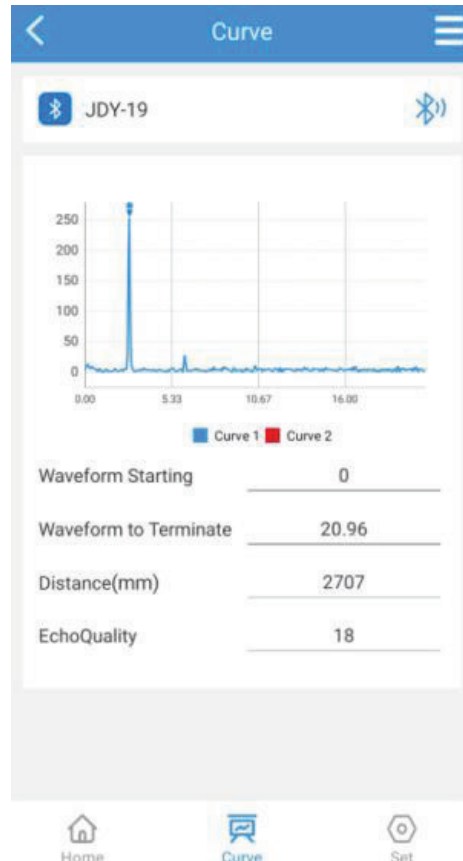 Curve
JDY-19
250
200
150
100
50
0
0.00 5.33 10.67 16.00
Curve 1 Curve 2
Waveform Starting 0
Waveform to Terminate 20.96
Distance(mm) 2707
EchoQuality 18
Home Curve Set